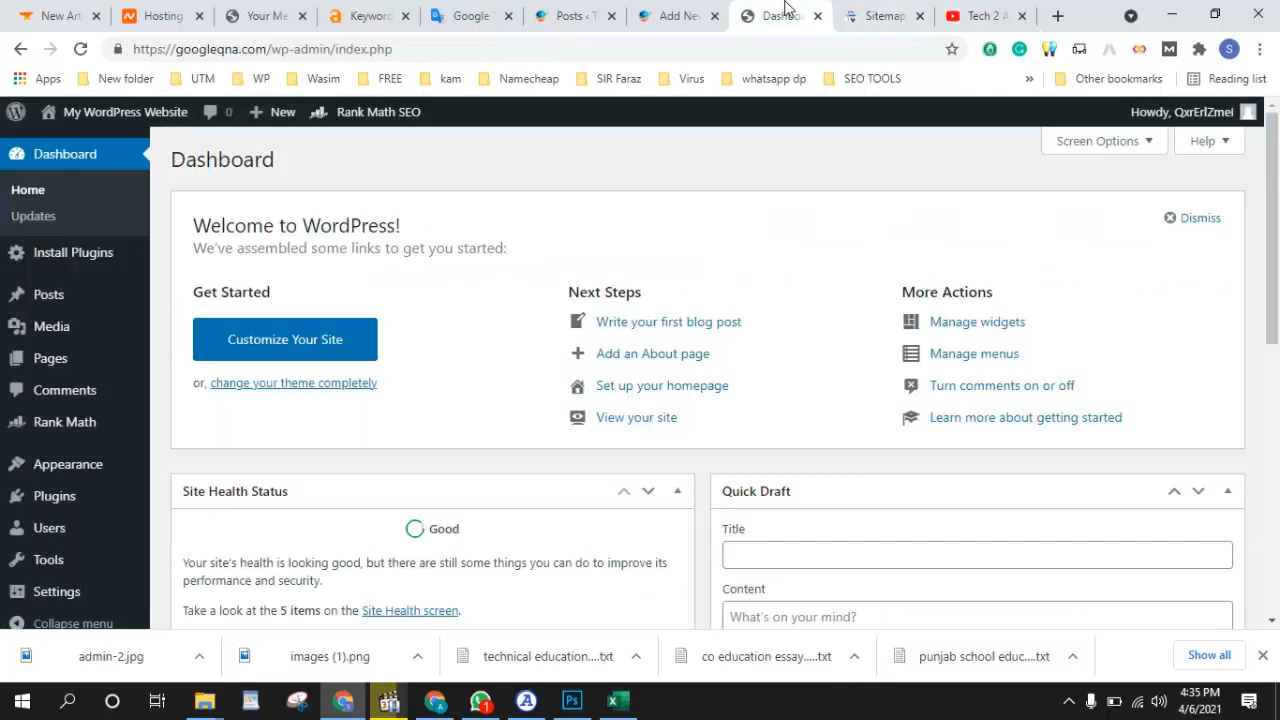 New Art
Hosting
Your Me
Keyword
Google
Posts ‹ T
Add Nev
Dashbo
Sitemap
Tech 2 A
https://googleqna.com/wp-admin/index.php
Apps
New folder
UTM
WP
Wasim
FREE
kam
Namecheap
SIR Faraz
Virus
whatsapp dp
SEO TOOLS
»
Other bookmarks
Reading list
My WordPress Website
0
New
Rank Math SEO
Howdy, QxrErlZmel
Dashboard
Home
Updates
Install Plugins
Posts
Media
Pages
Comments
Rank Math
Appearance
Plugins
Users
Tools
Settings
Collapse menu
Dashboard
Screen Options
Help
Welcome to WordPress!
Dismiss
We've assembled some links to get you started:
Get Started
Customize Your Site
or, change your theme completely
Next Steps
Write your first blog post
Add an About page
Set up your homepage
View your site
More Actions
Manage widgets
Manage menus
Turn comments on or off
Learn more about getting started
Site Health Status
Good
Your site's health is looking good, but there are still some things you can do to improve its
performance and security.
Take a look at the 5 items on the Site Health screen.
Quick Draft
Title
Content
What's on your mind?
admin-2.jpg
images (1).png
technical education....txt
co education essay....txt
punjab school educ....txt
Show all
4:35 PM
4/6/2021